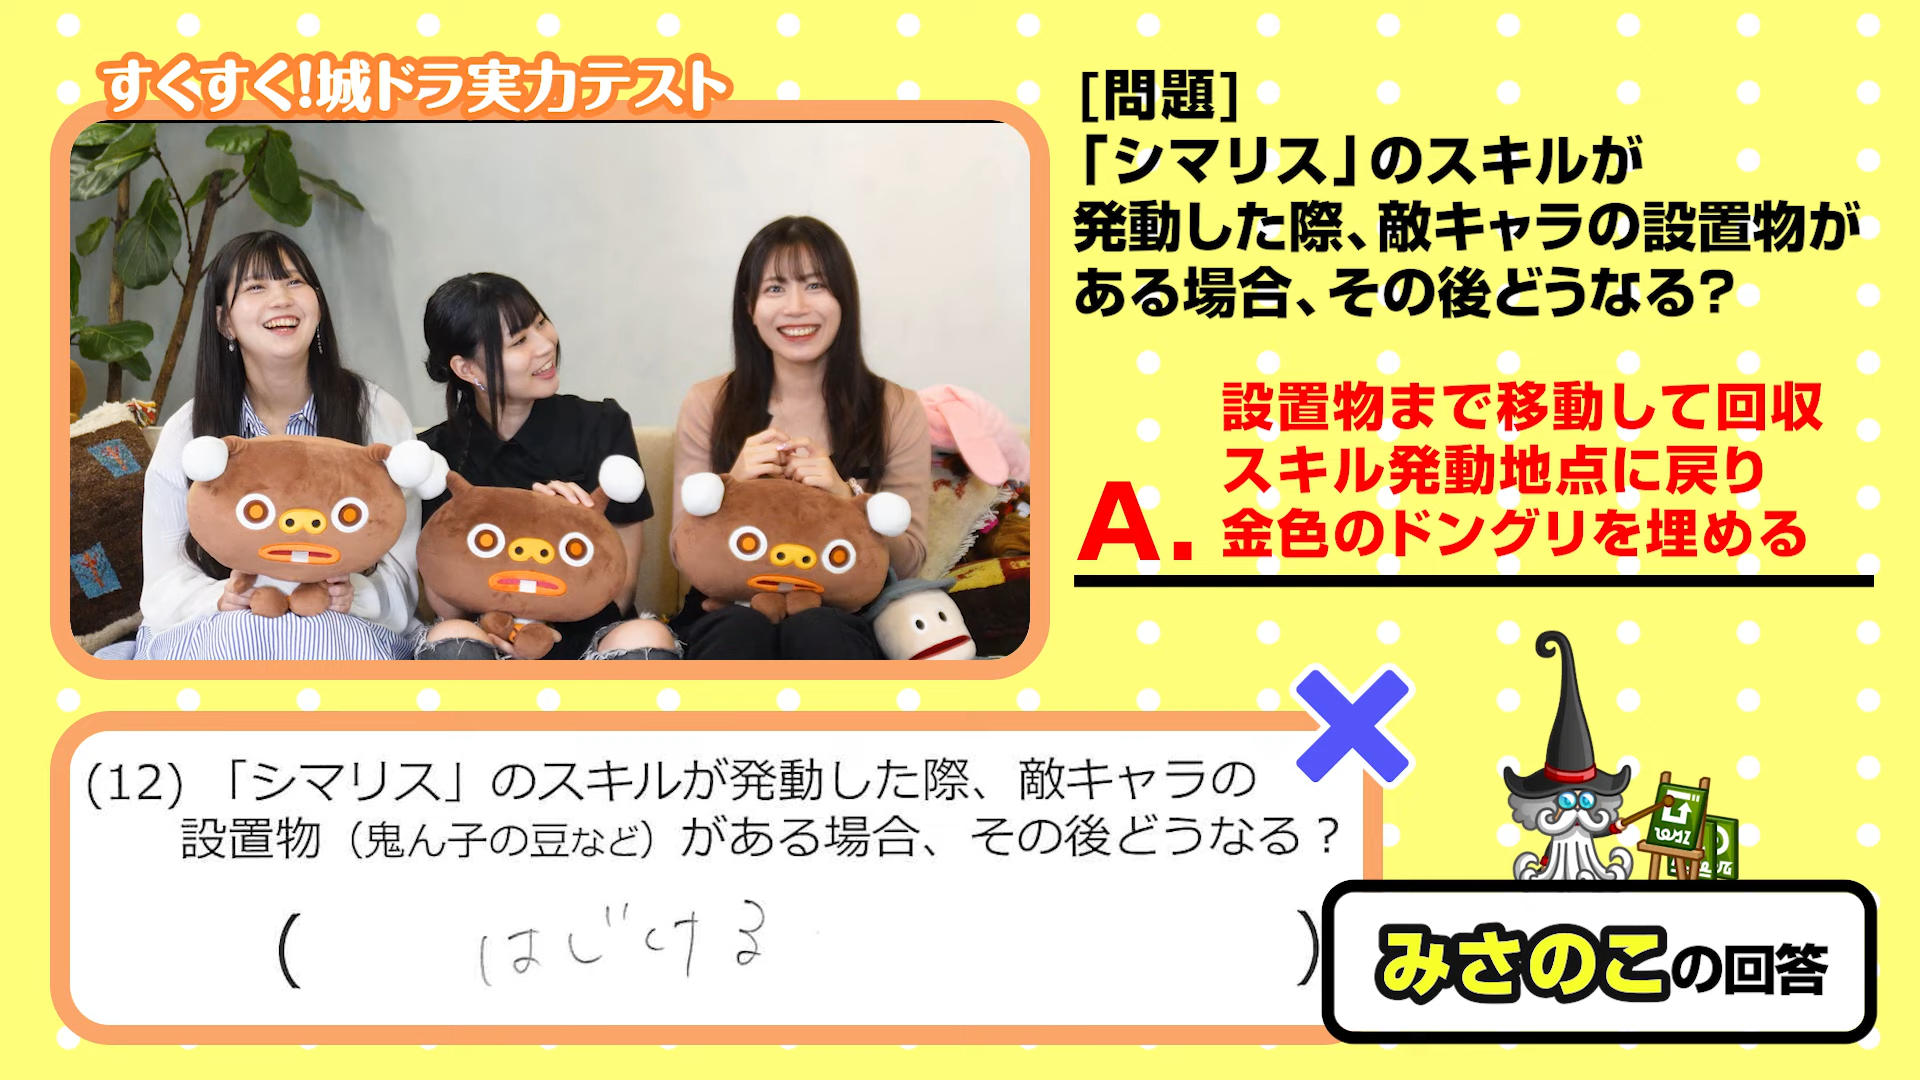 すくすく!城ドラ実力テスト
[問題]
「シマリス」のスキルが
発動した際、敵キャラの設置物が
ある場合、その後どうなる?
A.
設置物まで移動して回収
スキル発動地点に戻り
金色のドングリを埋める
(12) 「シマリス」のスキルが発動した際、敵キャラの
設置物（鬼ん子の豆など）がある場合、その後どうなる？
( はじける )
みさのこの回答